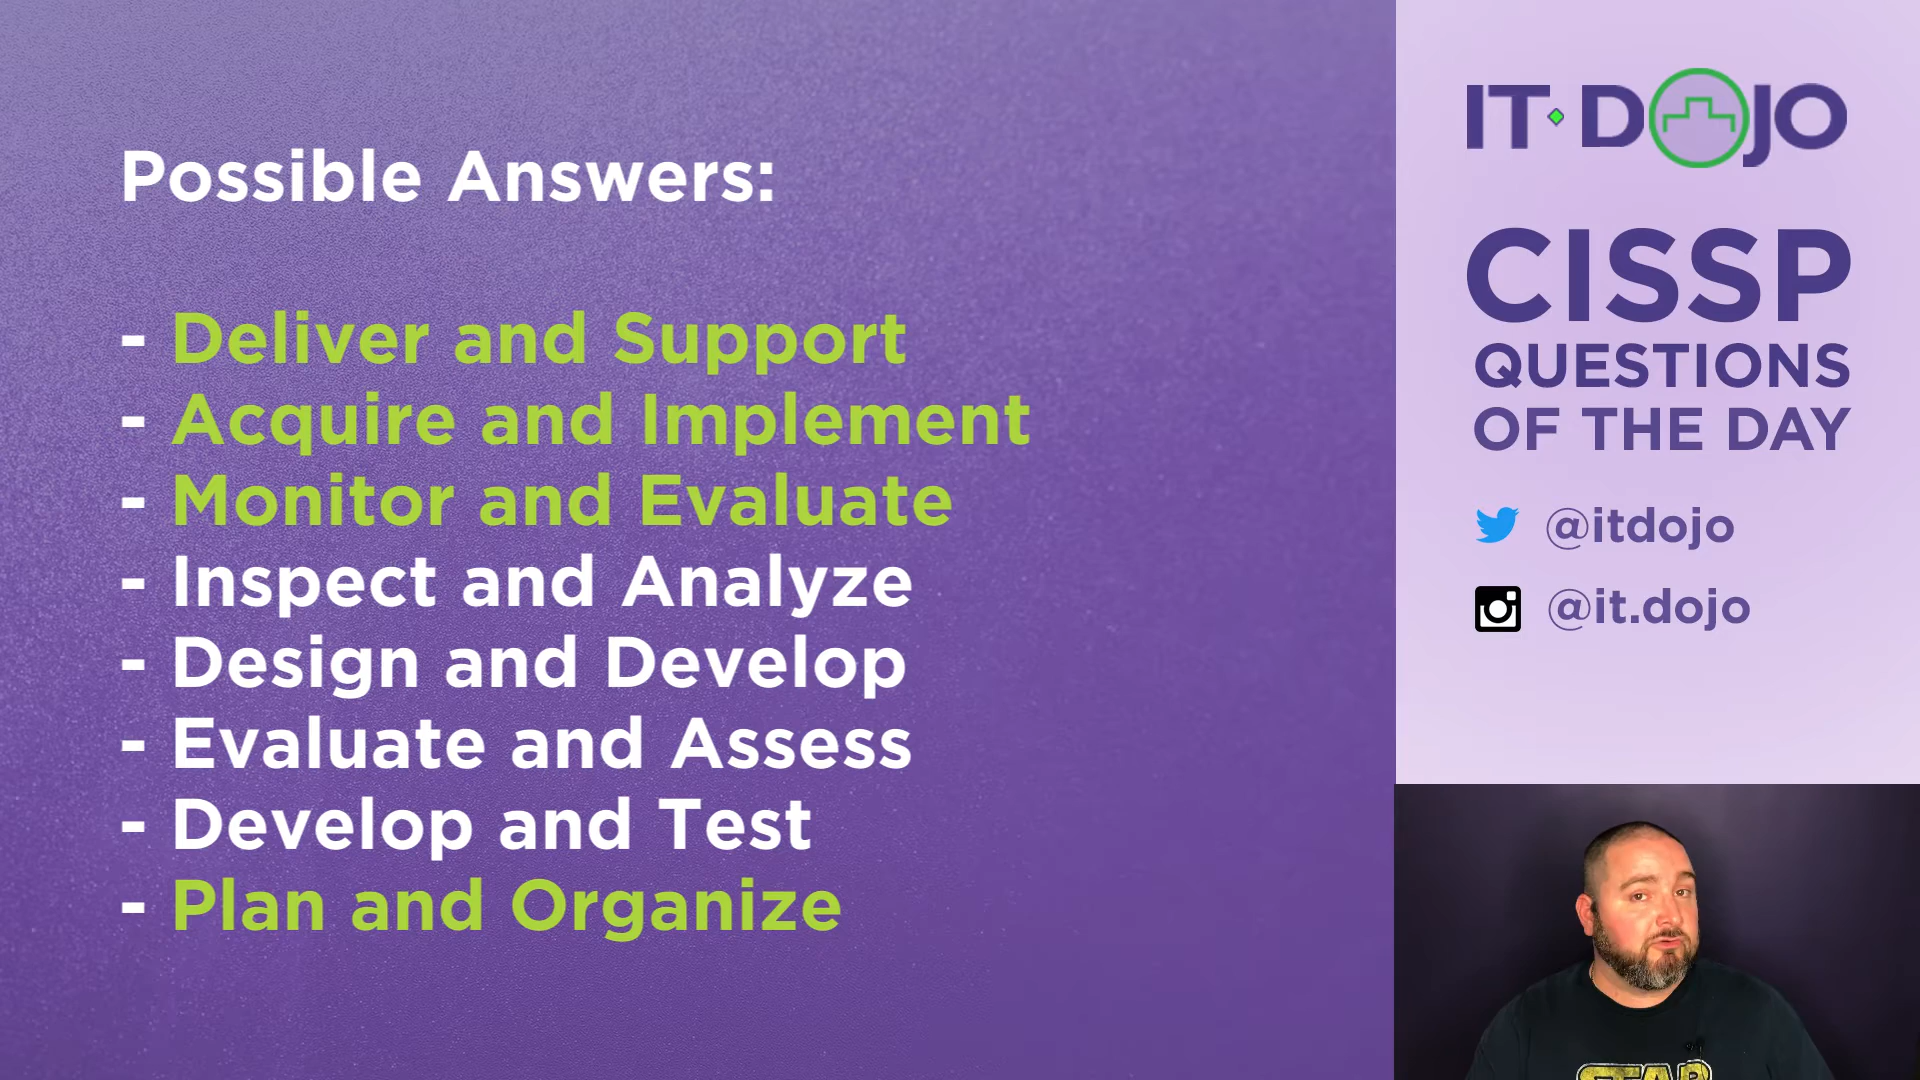 Possible Answers:
- Deliver and Support
- Acquire and Implement
- Monitor and Evaluate
- Inspect and Analyze
- Design and Develop
- Evaluate and Assess
- Develop and Test
- Plan and Organize
IT DOJO
CISSP
QUESTIONS
OF THE DAY
@itdojo
@it.dojo
STAR